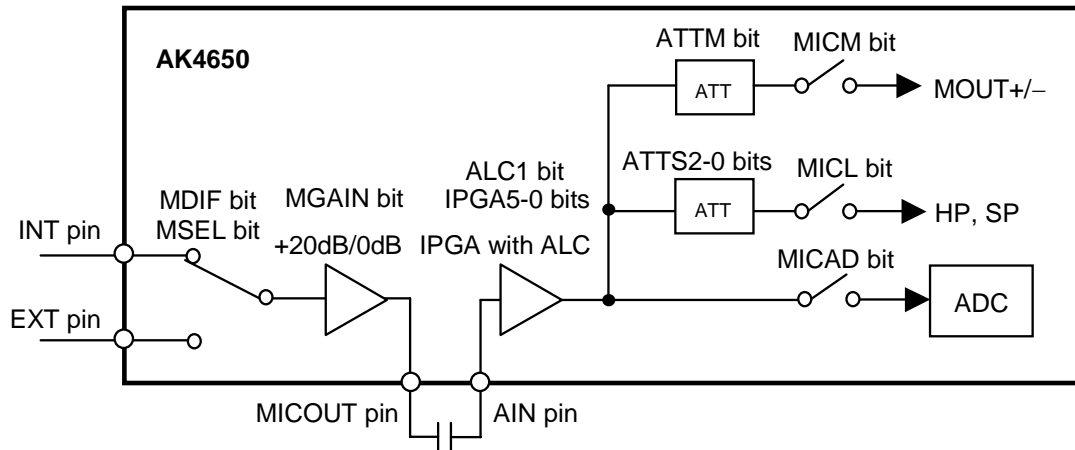 AK4650
ATTM bit
MICM bit
ATT
MOUT+/−
ATTS2-0 bits
MICL bit
ATT
HP, SP
ALC1 bit
IPGA5-0 bits
IPGA with ALC
MDIF bit
MSEL bit
MGAIN bit
+20dB/0dB
INT pin
EXT pin
MICAD bit
ADC
MICOUT pin
AIN pin